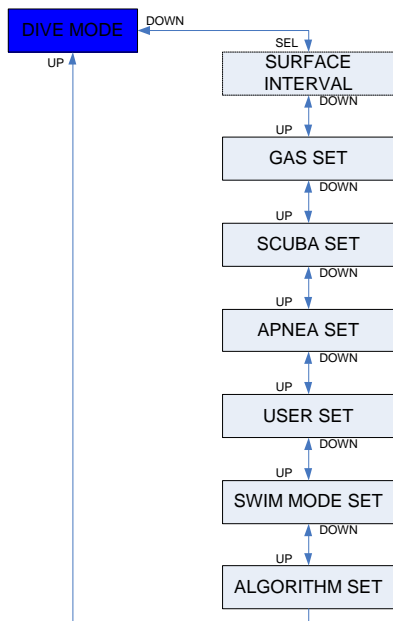 DIVE MODE
DOWN
UP
SEL
SURFACE
INTERVAL
DOWN
UP
GAS SET
DOWN
UP
SCUBA SET
DOWN
UP
APNEA SET
DOWN
UP
USER SET
DOWN
UP
SWIM MODE SET
DOWN
UP
ALGORITHM SET